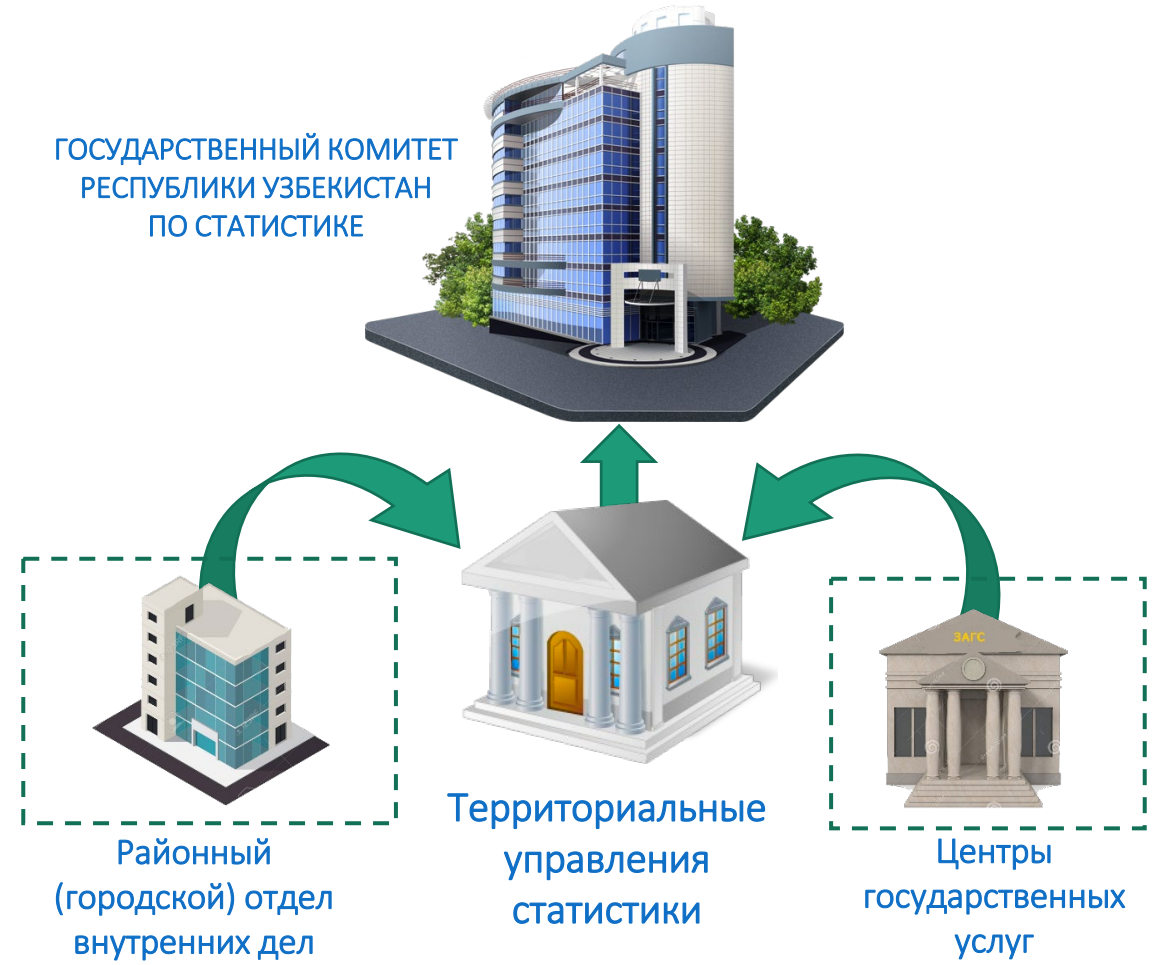 ГОСУДАРСТВЕННЫЙ КОМИТЕТ
РЕСПУБЛИКИ УЗБЕКИСТАН
ПО СТАТИСТИКЕ
ЗАГС
Районный
(городской) отдел
внутренних дел
Территориальные
управления
статистики
Центры
государственных
услуг